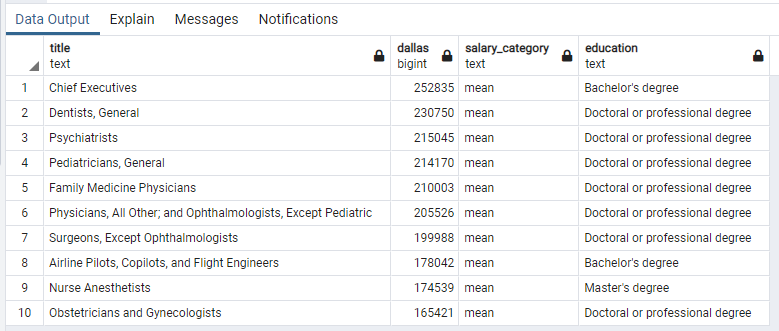 Data Output Explain Messages Notifications
title dallas salary_category education
text bigint text text
1 Chief Executives 252835 mean Bachelor's degree
2 Dentists, General 230750 mean Doctoral or professional degree
3 Psychiatrists 215045 mean Doctoral or professional degree
4 Pediatricians, General 214170 mean Doctoral or professional degree
5 Family Medicine Physicians 210003 mean Doctoral or professional degree
6 Physicians, All Other; and Ophthalmologists, Except Pediatric 205526 mean Doctoral or professional degree
7 Surgeons, Except Ophthalmologists 199988 mean Doctoral or professional degree
8 Airline Pilots, Copilots, and Flight Engineers 178042 mean Bachelor's degree
9 Nurse Anesthetists 174539 mean Master's degree
10 Obstetricians and Gynecologists 165421 mean Doctoral or professional degree